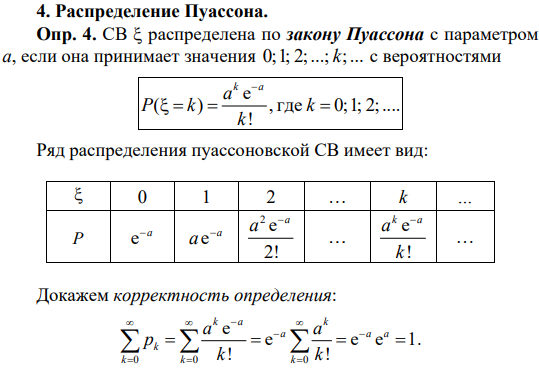 4. Распределение Пуассона.
Опр. 4. СВ ξ распределена по закону Пуассона с параметром
a, если она принимает значения 0; 1; 2; ...; k; ... с вероятностями
P(ξ = k) = a^k e^{-a} / k!, где k = 0; 1; 2; ....
Ряд распределения пуассоновской СВ имеет вид:
ξ 0 1 2 … k ...
P e^{-a} a e^{-a} a^2 e^{-a} / 2! … a^k e^{-a} / k! …
Докажем корректность определения:
∑_{k=0}^{∞} p_k = ∑_{k=0}^{∞} a^k e^{-a} / k! = e^{-a} ∑_{k=0}^{∞} a^k / k! = e^{-a} e^a = 1.